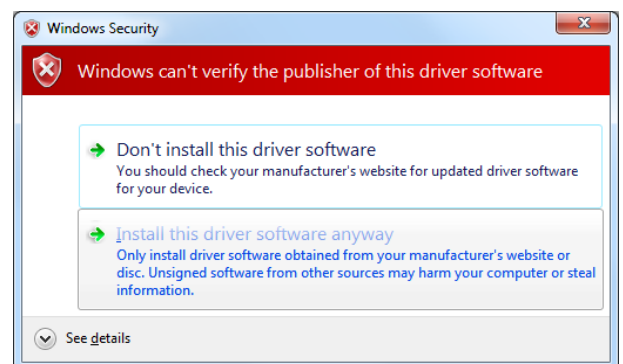 Windows Security
Windows can't verify the publisher of this driver software
Don't install this driver software
You should check your manufacturer's website for updated driver software
for your device.
Install this driver software anyway
Only install driver software obtained from your manufacturer's website or
disc. Unsigned software from other sources may harm your computer or steal
information.
See details